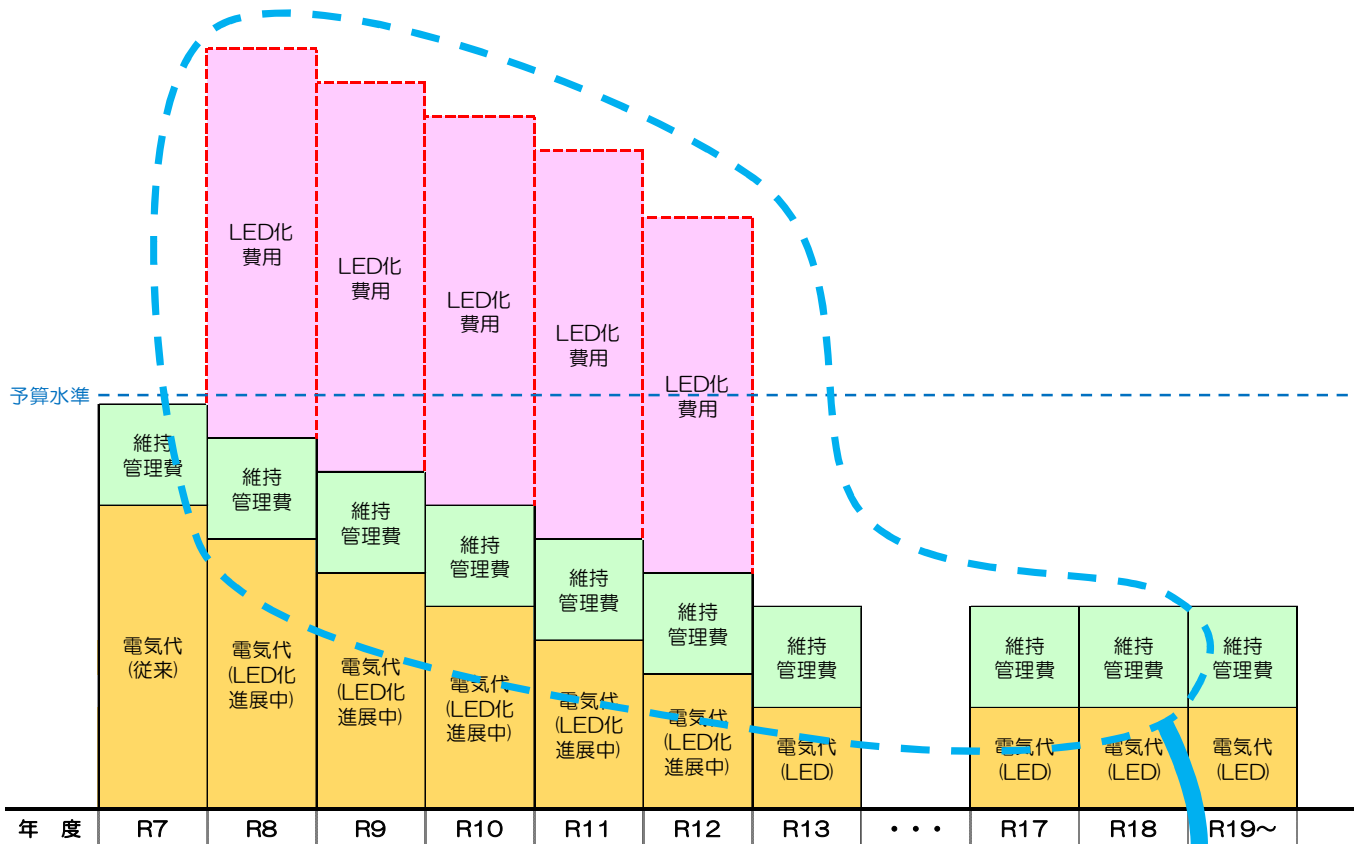 LED化
費用
LED化
費用
LED化
費用
LED化
費用
LED化
費用
予算水準
維持
管理費
維持
管理費
維持
管理費
維持
管理費
維持
管理費
維持
管理費
維持
管理費
維持
管理費
維持
管理費
維持
管理費
電気代
(従来)
電気代
(LED化
進展中)
電気代
(LED化
進展中)
電気代
(LED化
進展中)
電気代
(LED化
進展中)
電気代
(LED化
進展中)
電気代
(LED)
電気代
(LED)
電気代
(LED)
電気代
(LED)
年 度 R7 R8 R9 R10 R11 R12 R13 ・・・ R17 R18 R19～